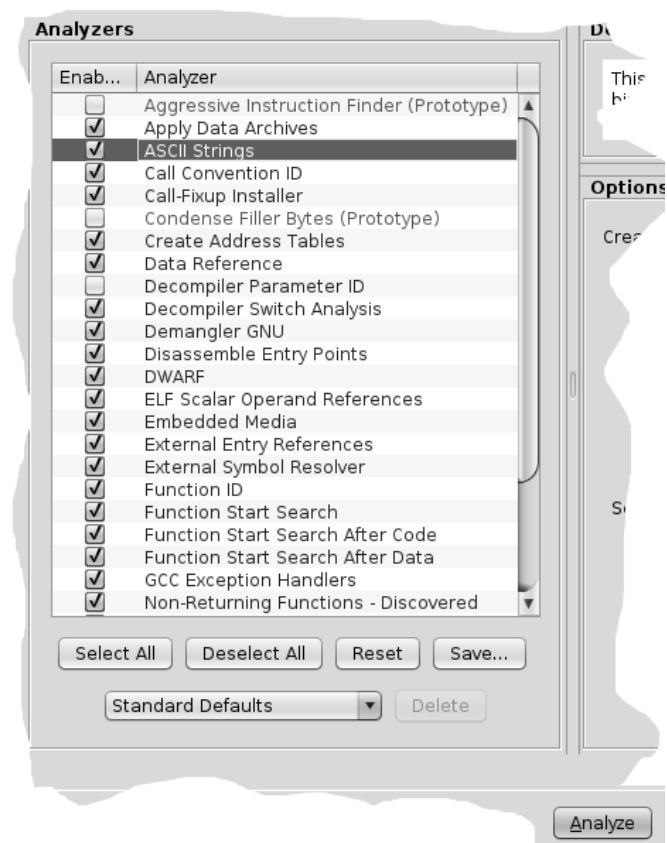 Analyzers
Enab... Analyzer
Aggressive Instruction Finder (Prototype)
Apply Data Archives
ASCII Strings
Call Convention ID
Call-Fixup Installer
Condense Filler Bytes (Prototype)
Create Address Tables
Data Reference
Decompiler Parameter ID
Decompiler Switch Analysis
Demangler GNU
Disassemble Entry Points
DWARF
ELF Scalar Operand References
Embedded Media
External Entry References
External Symbol Resolver
Function ID
Function Start Search
Function Start Search After Code
Function Start Search After Data
GCC Exception Handlers
Non-Returning Functions - Discovered
Select All Deselect All Reset Save...
Standard Defaults Delete
This
Options
Analyze